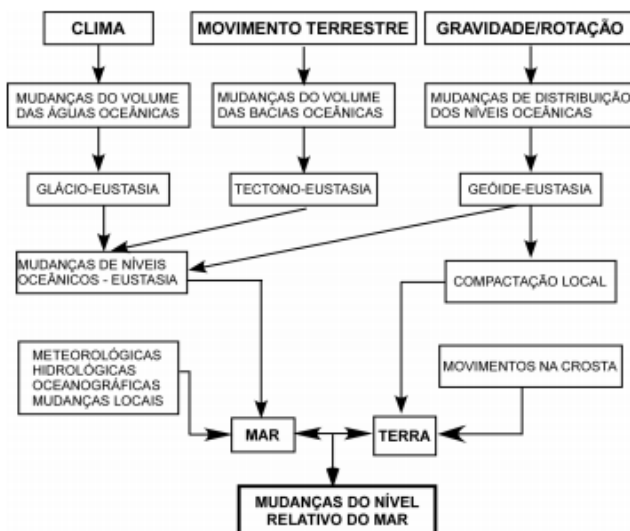 CLIMA
MOVIMENTO TERRESTRE
GRAVIDADE/ROTAÇÃO
MUDANÇAS DO VOLUME
DAS ÁGUAS OCEÂNICAS
MUDANÇAS DO VOLUME
DAS BACIAS OCEÂNICAS
MUDANÇAS DE DISTRIBUIÇÃO
DOS NÍVEIS OCEÂNICOS
GLÁCIO-EUSTASIA
TECTONO-EUSTASIA
GEÓIDE-EUSTASIA
MUDANÇAS DE NÍVEIS
OCEÂNICOS - EUSTASIA
COMPACTAÇÃO LOCAL
METEOROLÓGICAS
HIDROLÓGICAS
OCEANOGRÁFICAS
MUDANÇAS LOCAIS
MOVIMENTOS NA CROSTA
MAR
TERRA
MUDANÇAS DO NÍVEL
RELATIVO DO MAR